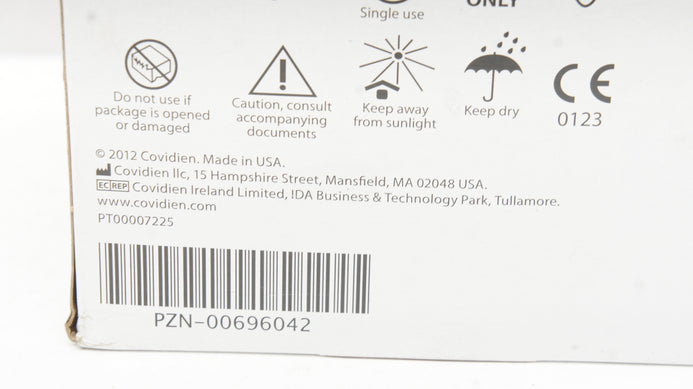 Single use
ONLY
Do not use if
package is opened
or damaged
Caution, consult
accompanying
documents
Keep away
from sunlight
Keep dry
CE
0123
© 2012 Covidien. Made in USA.
Covidien llc, 15 Hampshire Street, Mansfield, MA 02048 USA.
EC REP Covidien Ireland Limited, IDA Business & Technology Park, Tullamore.
www.covidien.com
PT00007225
PZN-00696042